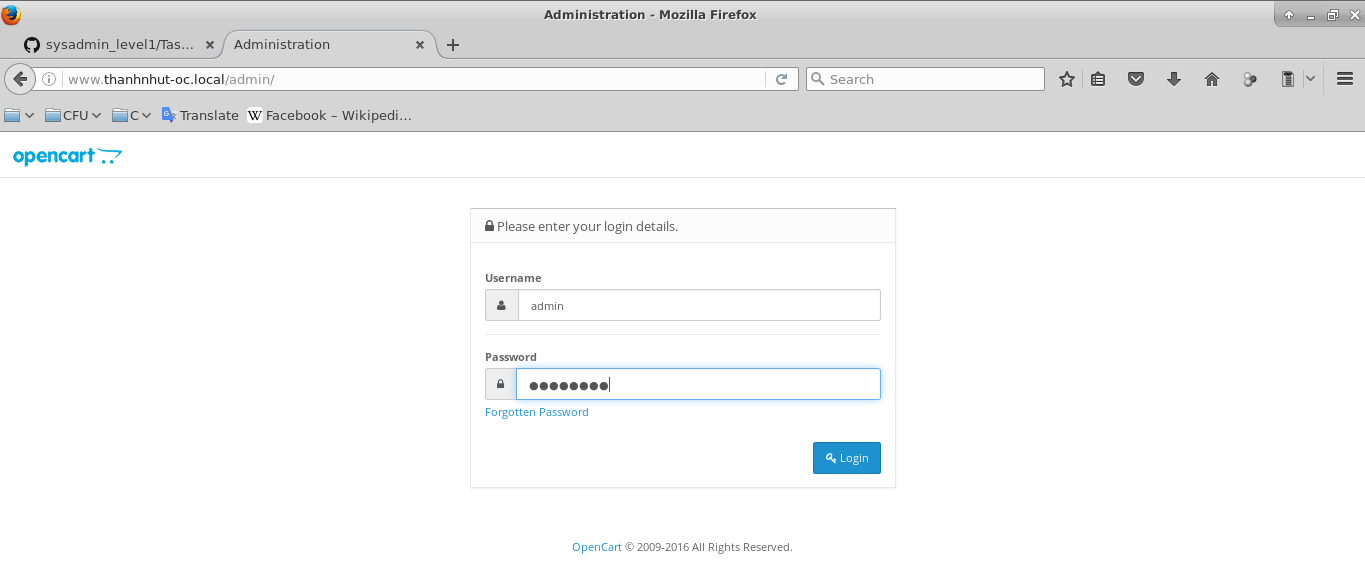 Administration - Mozilla Firefox
sysadmin_level1/Tas...
Administration
www.thanhnhut-oc.local/admin/
Search
CFU
C
Translate
W Facebook – Wikipedi...
opencart
Please enter your login details.
Username
admin
Password
Forgotten Password
Login
OpenCart © 2009-2016 All Rights Reserved.